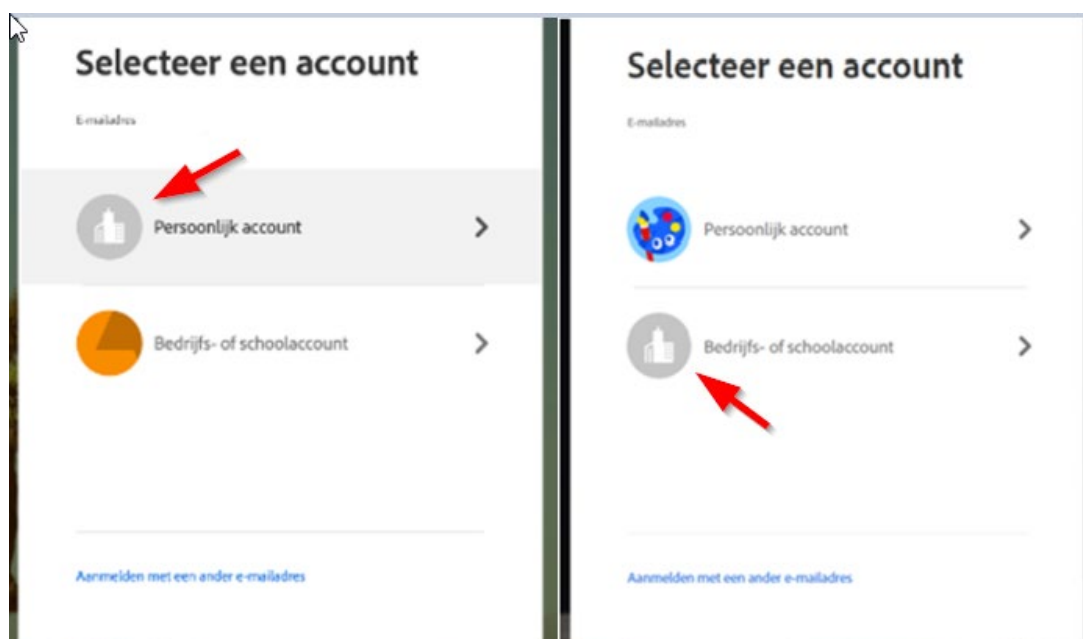 Selecteer een account
E-mailadres
Persoonlijk account
Bedrijfs- of schoolaccount
Aanmelden met een ander e-mailadres
Selecteer een account
E-mailadres
Persoonlijk account
Bedrijfs- of schoolaccount
Aanmelden met een ander e-mailadres